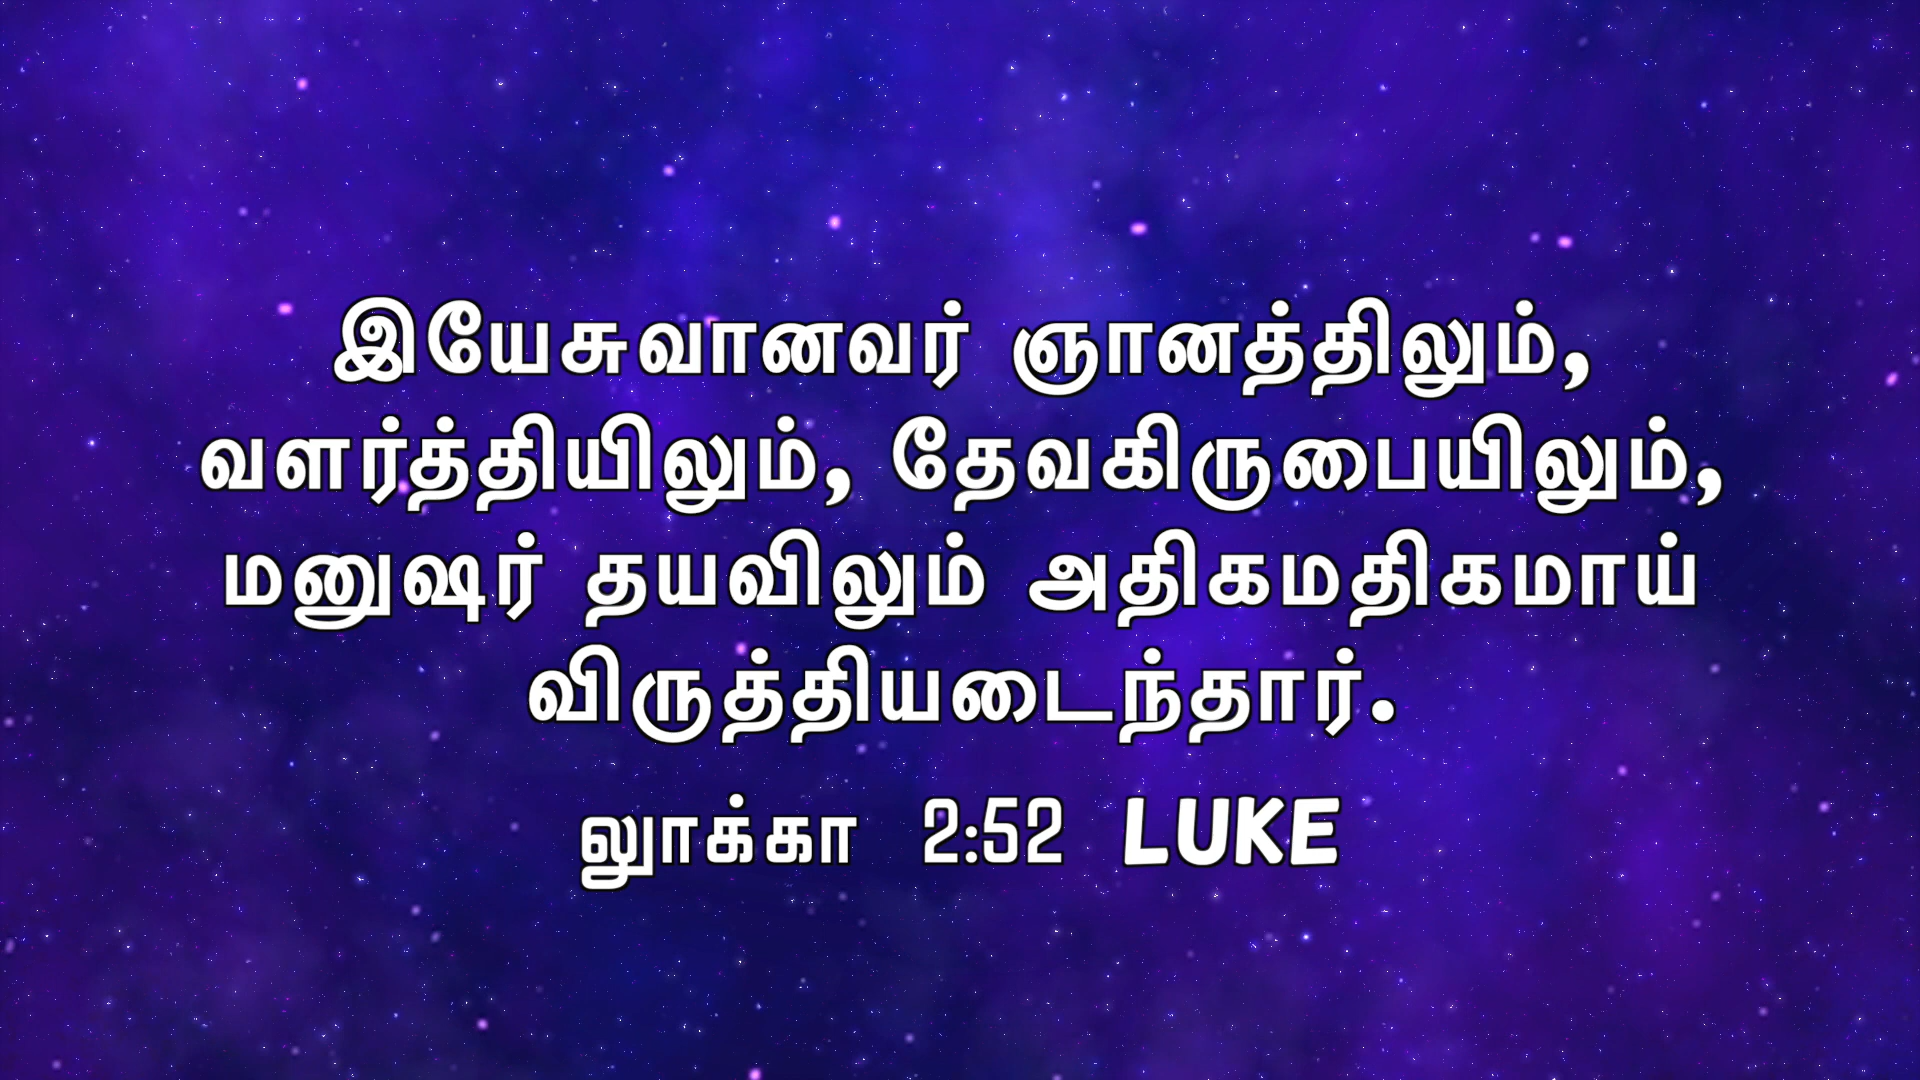 இயேசுவானவர் ஞானத்திலும்,
வளர்த்தியிலும், தேவகிருபையிலும்,
மனுஷர் தயவிலும் அதிகமதிகமாய்
விருத்தியடைந்தார்.
லூக்கா 2:52 LUKE